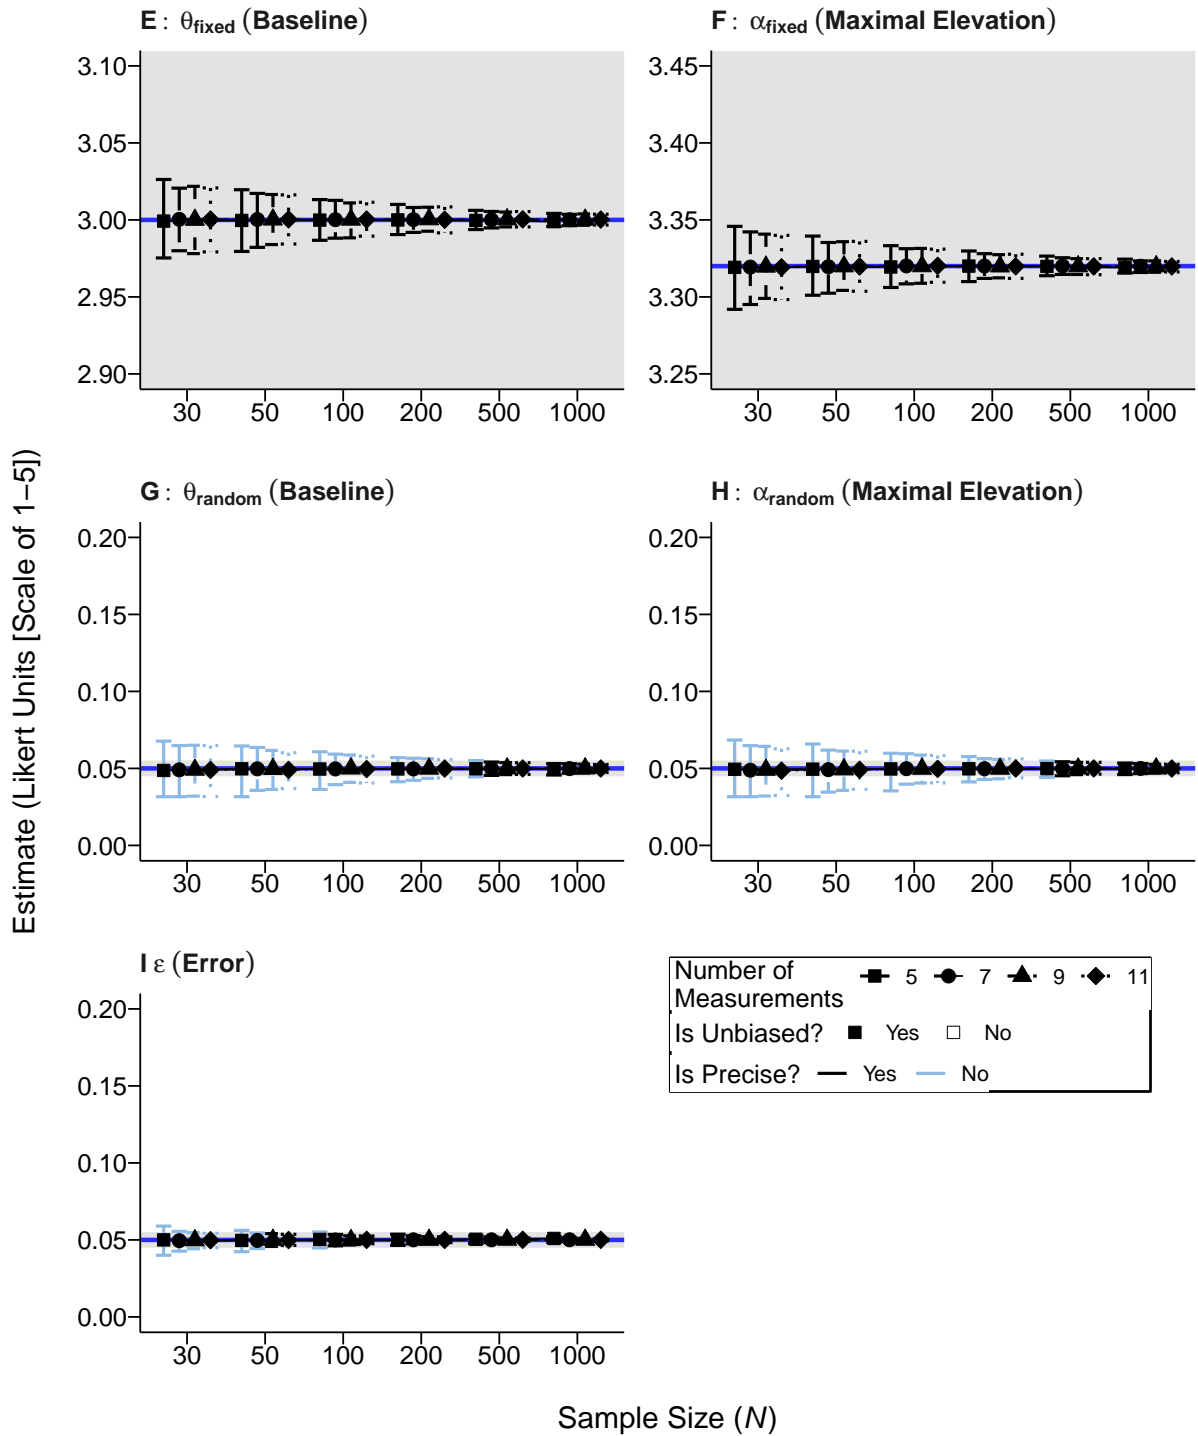 E : θfixed (Baseline)
3.10
3.05
3.00
2.95
2.90
30 50 100 200 500 1000
F : αfixed (Maximal Elevation)
3.45
3.40
3.35
3.30
3.25
30 50 100 200 500 1000
Estimate (Likert Units [Scale of 1–5])
G : θrandom (Baseline)
0.20
0.15
0.10
0.05
0.00
30 50 100 200 500 1000
H : αrandom (Maximal Elevation)
0.20
0.15
0.10
0.05
0.00
30 50 100 200 500 1000
I ε (Error)
0.20
0.15
0.10
0.05
0.00
30 50 100 200 500 1000
Number of
Measurements 5 7 9 11
Is Unbiased? Yes No
Is Precise? Yes No
Sample Size (N)